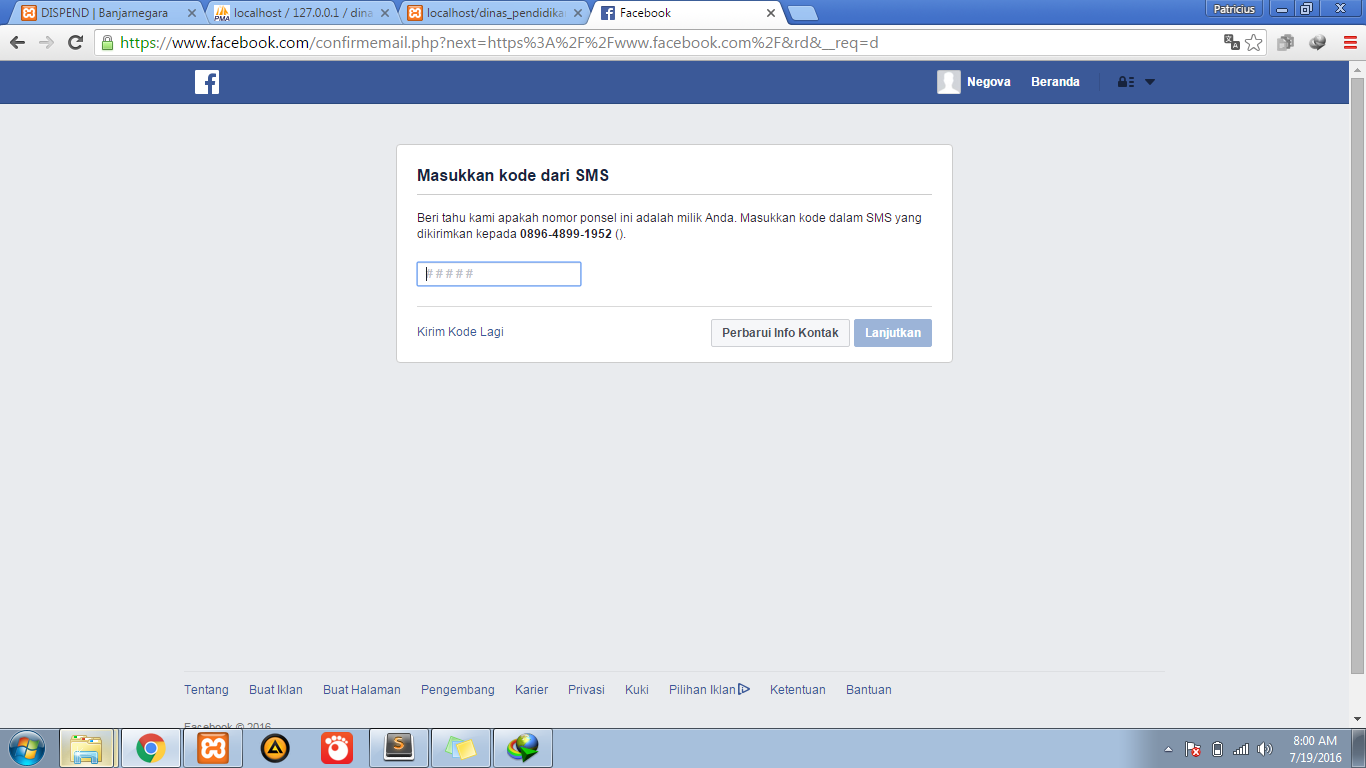 DISPEND | Banjarnegara
localhost / 127.0.0.1 / dina
localhost/dinas_pendidika
Facebook
Patricius
https://www.facebook.com/confirmemail.php?next=https%3A%2F%2Fwww.facebook.com%2F&rd&__req=d
Negova
Beranda
Masukkan kode dari SMS
Beri tahu kami apakah nomor ponsel ini adalah milik Anda. Masukkan kode dalam SMS yang
dikirimkan kepada 0896-4899-1952 ().
#####
Kirim Kode Lagi
Perbarui Info Kontak
Lanjutkan
Tentang Buat Iklan Buat Halaman Pengembang Karier Privasi Kuki Pilihan Iklan Ketentuan Bantuan
Facebook © 2016
8:00 AM
7/19/2016